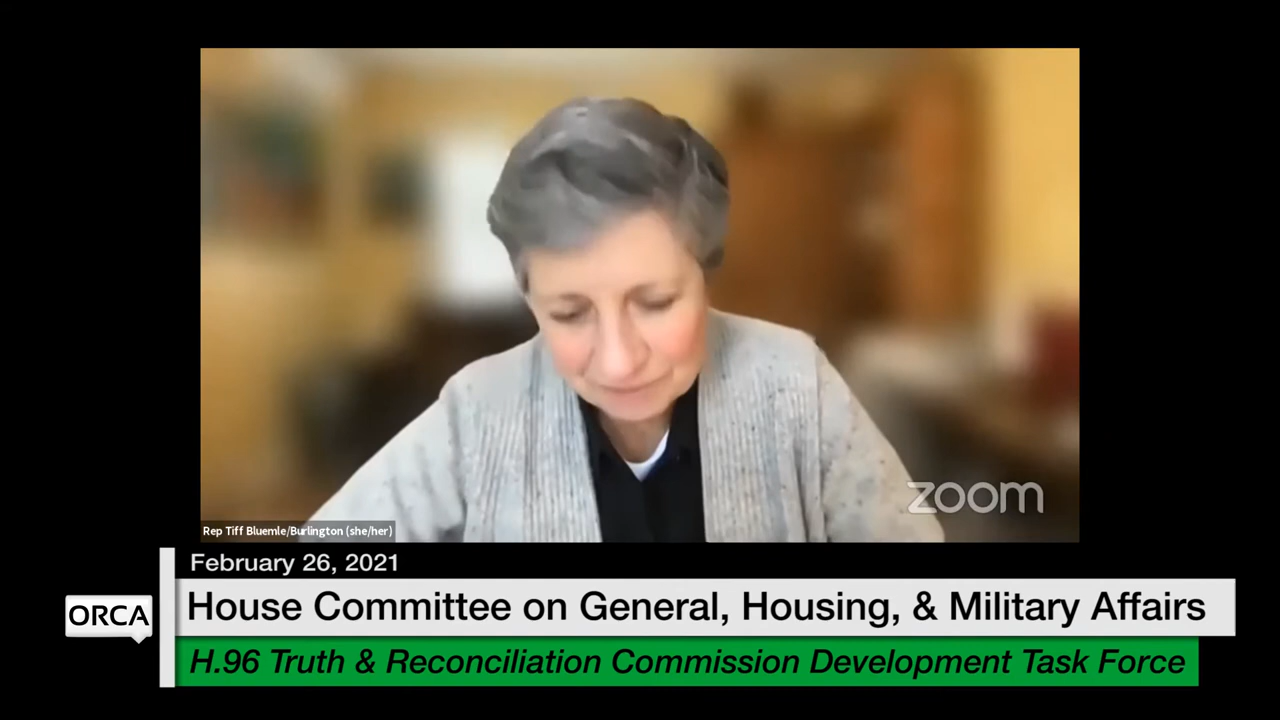 zoom
Rep Tiff Bluemle/Burlington (she/her)
February 26, 2021
ORCA
House Committee on General, Housing, & Military Affairs
H.96 Truth & Reconciliation Commission Development Task Force